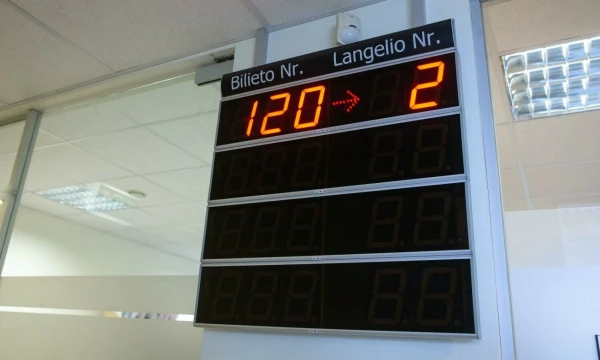 Bilieto Nr. Langelio Nr.
120 → 2